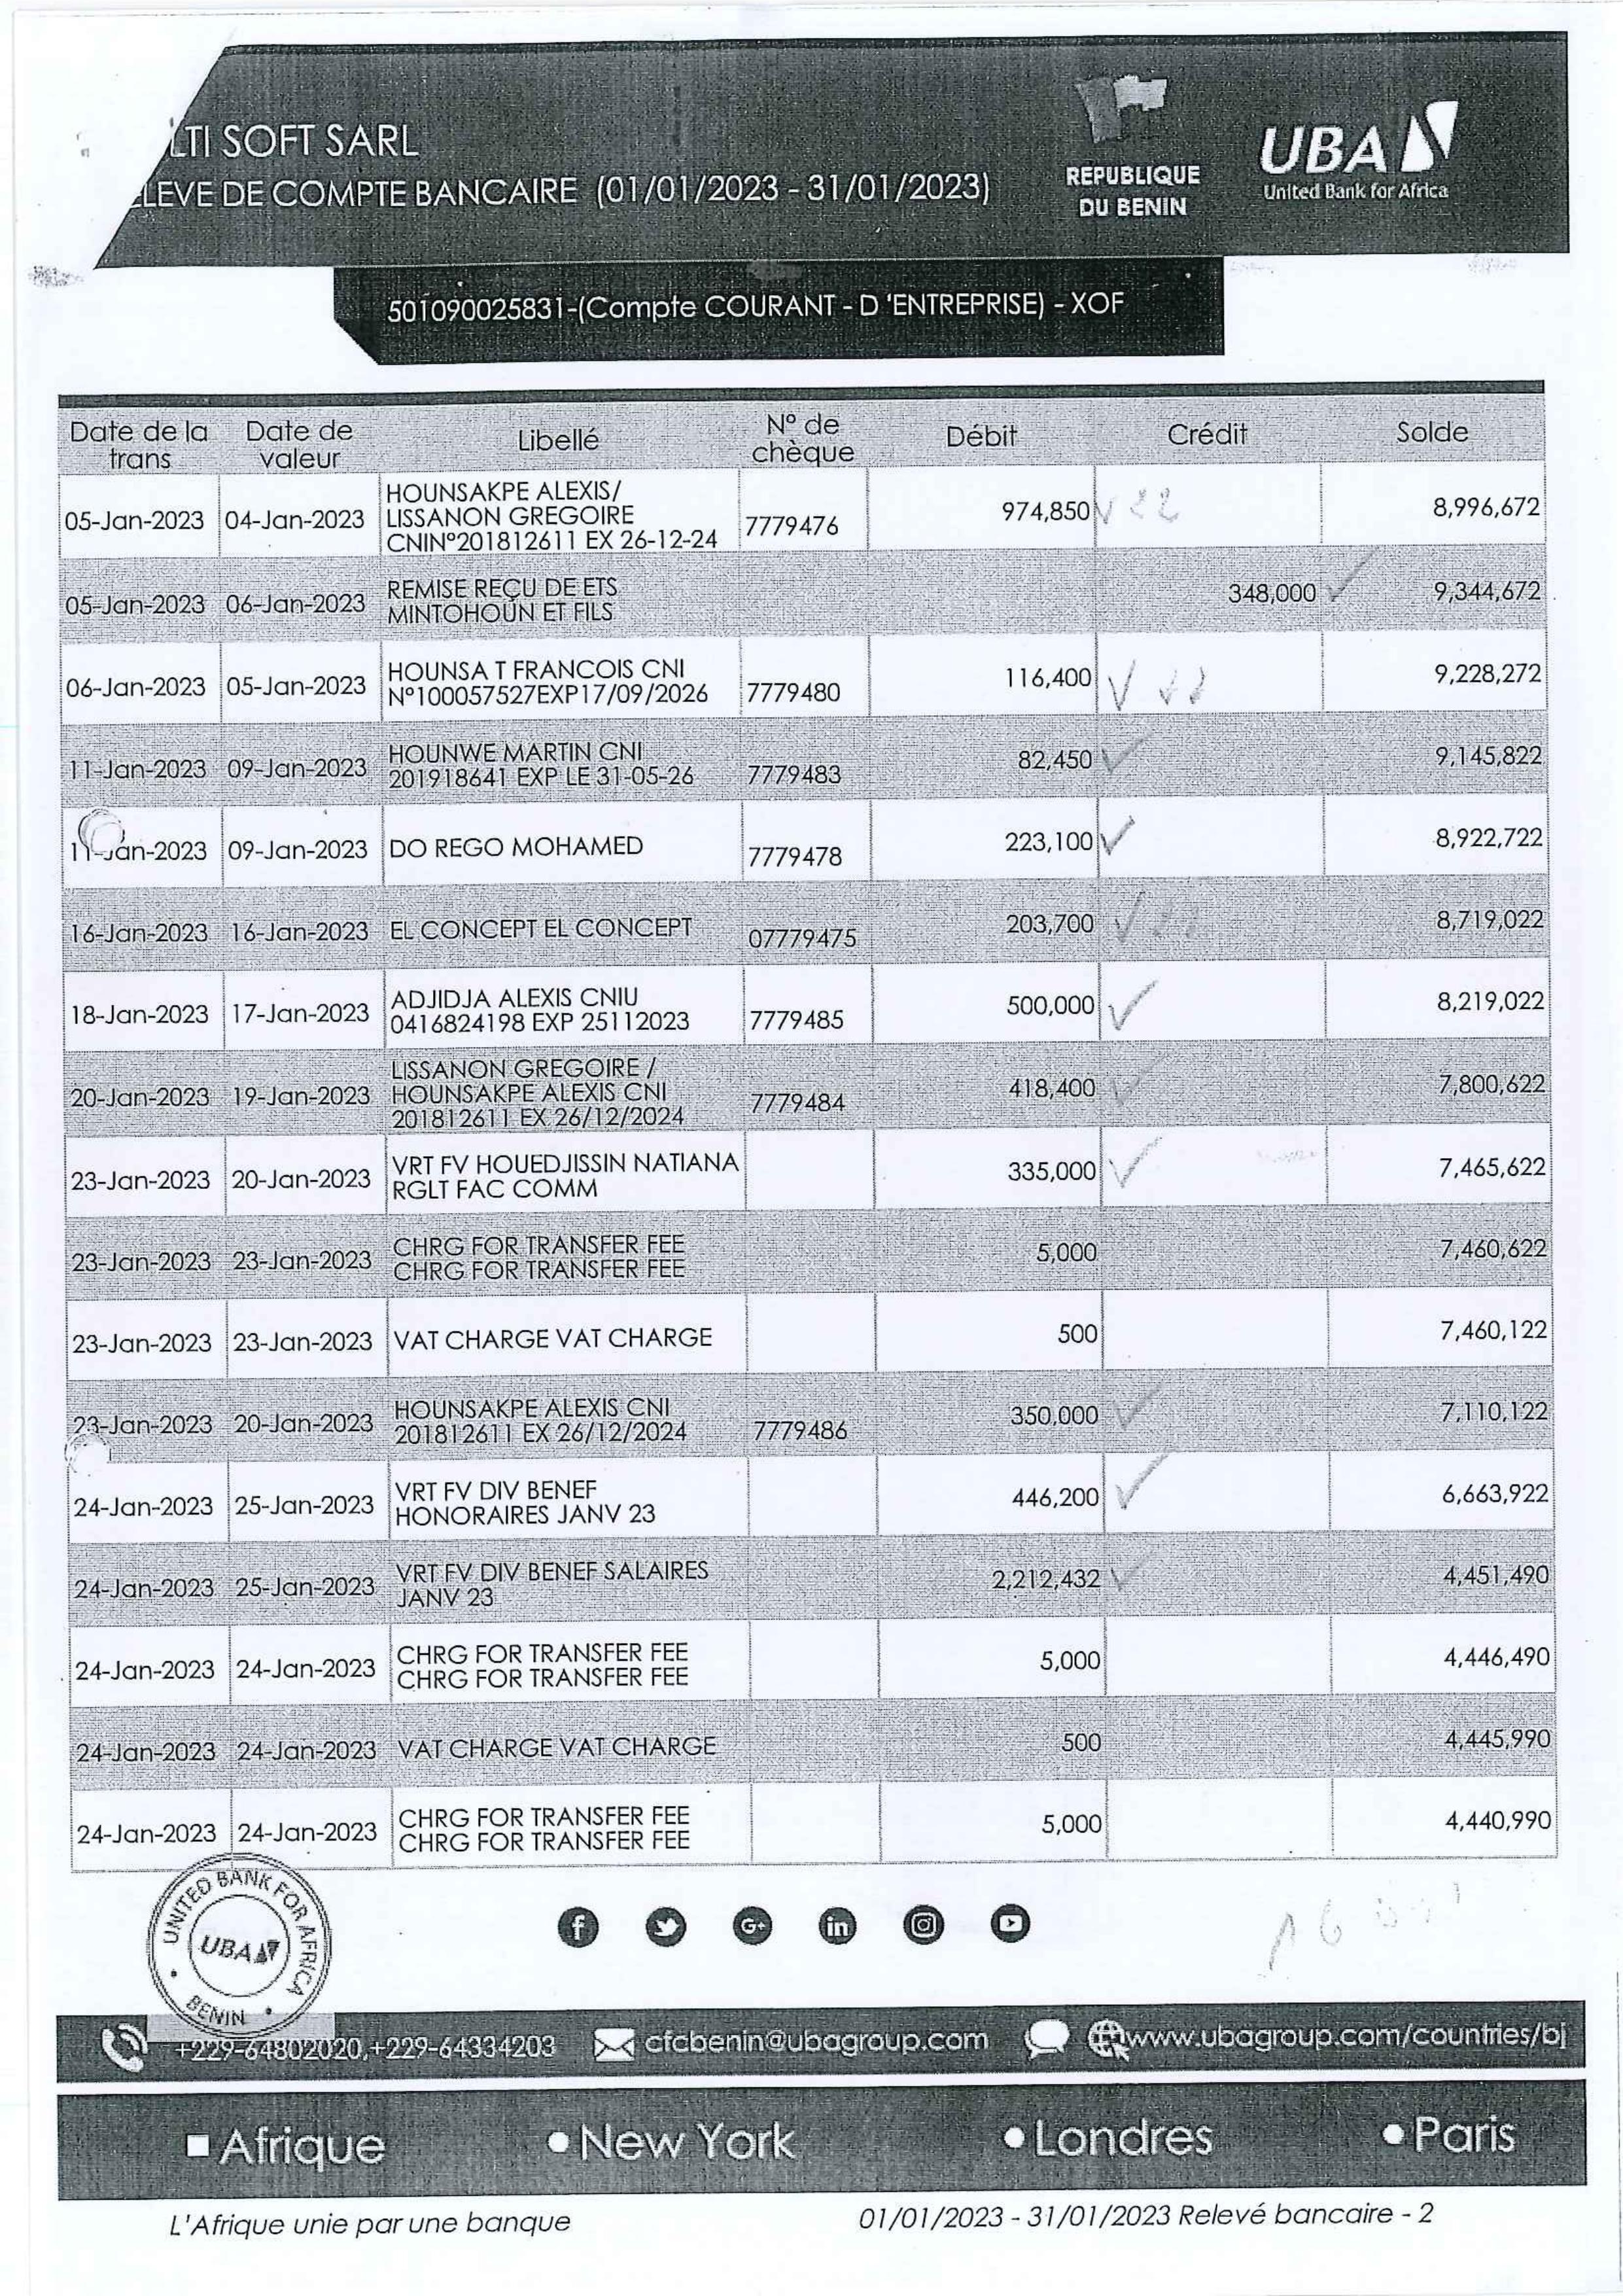 LTI SOFT SARL
LEVE DE COMPTE BANCAIRE (01/01/2023 - 31/01/2023)
REPUBLIQUE
DU BENIN
UBA
United Bank for Africa
501090025831-(Compte COURANT - D 'ENTREPRISE) - XOF
Date de la trans Date de valeur Libellé Nº de chèque Débit Crédit Solde
05-Jan-2023 04-Jan-2023 HOUNSAKPE ALEXIS/
LISSANON GREGOIRE
CNINº201812611 EX 26-12-24 7779476 974,850 22 8,996,672
05-Jan-2023 06-Jan-2023 REMISE REÇU DE ETS
MINTOHOUN ET FILS 348,000 9,344,672
06-Jan-2023 05-Jan-2023 HOUNSA T FRANCOIS CNI
Nº100057527EXP17/09/2026 7779480 116,400 9,228,272
11-Jan-2023 09-Jan-2023 HOUNWE MARTIN CNI
201918641 EXP LE 31-05-26 7779483 82,450 9,145,822
11-Jan-2023 09-Jan-2023 DO REGO MOHAMED 7779478 223,100 8,922,722
16-Jan-2023 16-Jan-2023 EL CONCEPT EL CONCEPT 07779475 203,700 8,719,022
18-Jan-2023 17-Jan-2023 ADJIDJA ALEXIS CNIU
0416824198 EXP 25112023 7779485 500,000 8,219,022
20-Jan-2023 19-Jan-2023 LISSANON GREGOIRE /
HOUNSAKPE ALEXIS CNI
201812611 EX 26/12/2024 7779484 418,400 7,800,622
23-Jan-2023 20-Jan-2023 VRT FV HOUEDJISSIN NATIANA
RGLT FAC COMM 335,000 7,465,622
23-Jan-2023 23-Jan-2023 CHRG FOR TRANSFER FEE
CHRG FOR TRANSFER FEE 5,000 7,460,622
23-Jan-2023 23-Jan-2023 VAT CHARGE VAT CHARGE 500 7,460,122
23-Jan-2023 20-Jan-2023 HOUNSAKPE ALEXIS CNI
201812611 EX 26/12/2024 7779486 350,000 7,110,122
24-Jan-2023 25-Jan-2023 VRT FV DIV BENEF
HONORAIRES JANV 23 446,200 6,663,922
24-Jan-2023 25-Jan-2023 VRT FV DIV BENEF SALAIRES
JANV 23 2,212,432 4,451,490
24-Jan-2023 24-Jan-2023 CHRG FOR TRANSFER FEE
CHRG FOR TRANSFER FEE 5,000 4,446,490
24-Jan-2023 24-Jan-2023 VAT CHARGE VAT CHARGE 500 4,445,990
24-Jan-2023 24-Jan-2023 CHRG FOR TRANSFER FEE
CHRG FOR TRANSFER FEE 5,000 4,440,990
UNITED BANK FOR AFRICA
UBA
BENIN
+229-64802020,+229-64334203 cfcbenin@ubagroup.com www.ubagroup.com/countries/bj
Afrique New York Londres Paris
L'Afrique unie par une banque 01/01/2023 - 31/01/2023 Relevé bancaire - 2